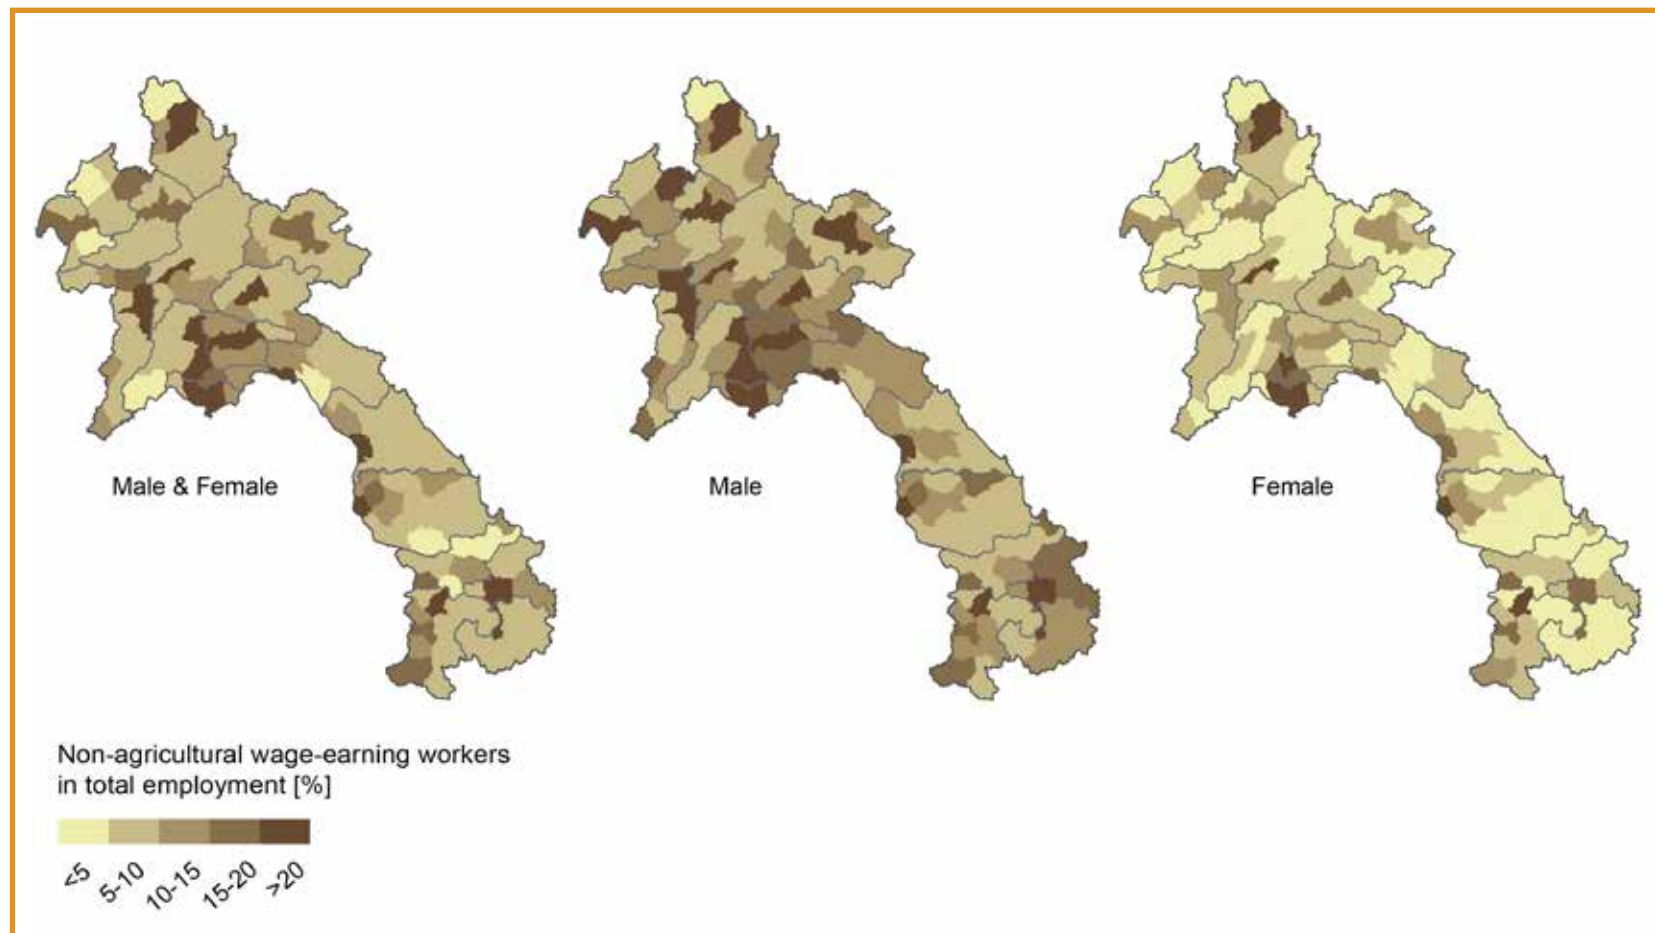 Male & Female
Male
Female
Non-agricultural wage-earning workers
in total employment [%]
<5
5-10
10-15
15-20
>20